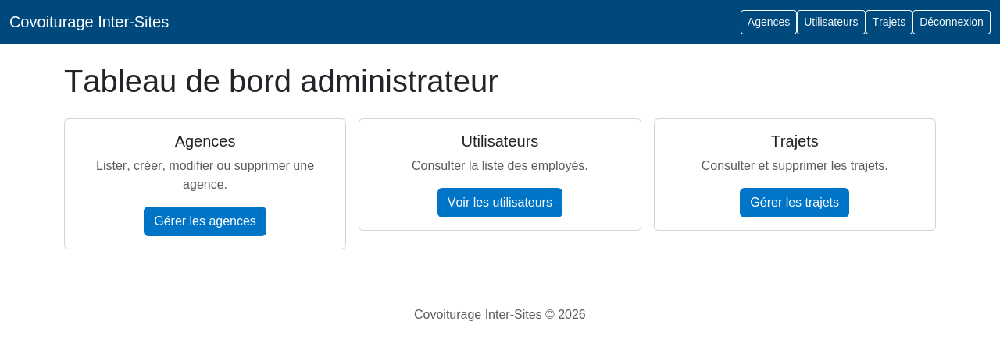 Covoiturage Inter-Sites
Agences
Utilisateurs
Trajets
Déconnexion
Tableau de bord administrateur
Agences
Lister, créer, modifier ou supprimer une
agence.
Gérer les agences
Utilisateurs
Consulter la liste des employés.
Voir les utilisateurs
Trajets
Consulter et supprimer les trajets.
Gérer les trajets
Covoiturage Inter-Sites © 2026